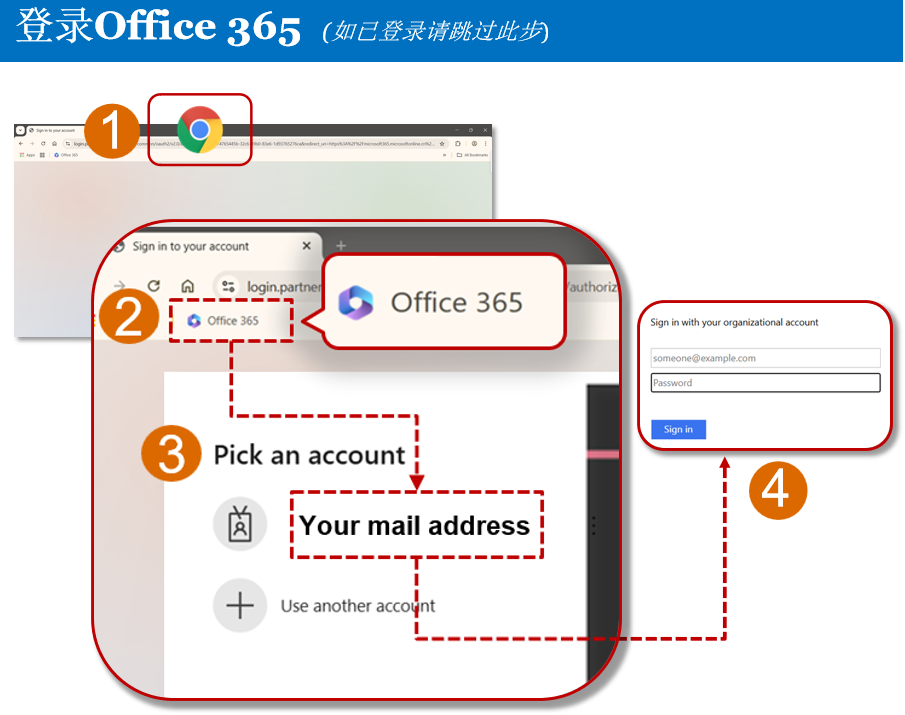 登录Office 365 (如已登录请跳过此步)
1
Sign in to your account
Apps
Office 365
All Bookmarks
Sign in to your account
login.partner
/authoriz
2
Office 365
Office 365
3
Pick an account
Your mail address
Use another account
Sign in with your organizational account
someone@example.com
Password
Sign in
4